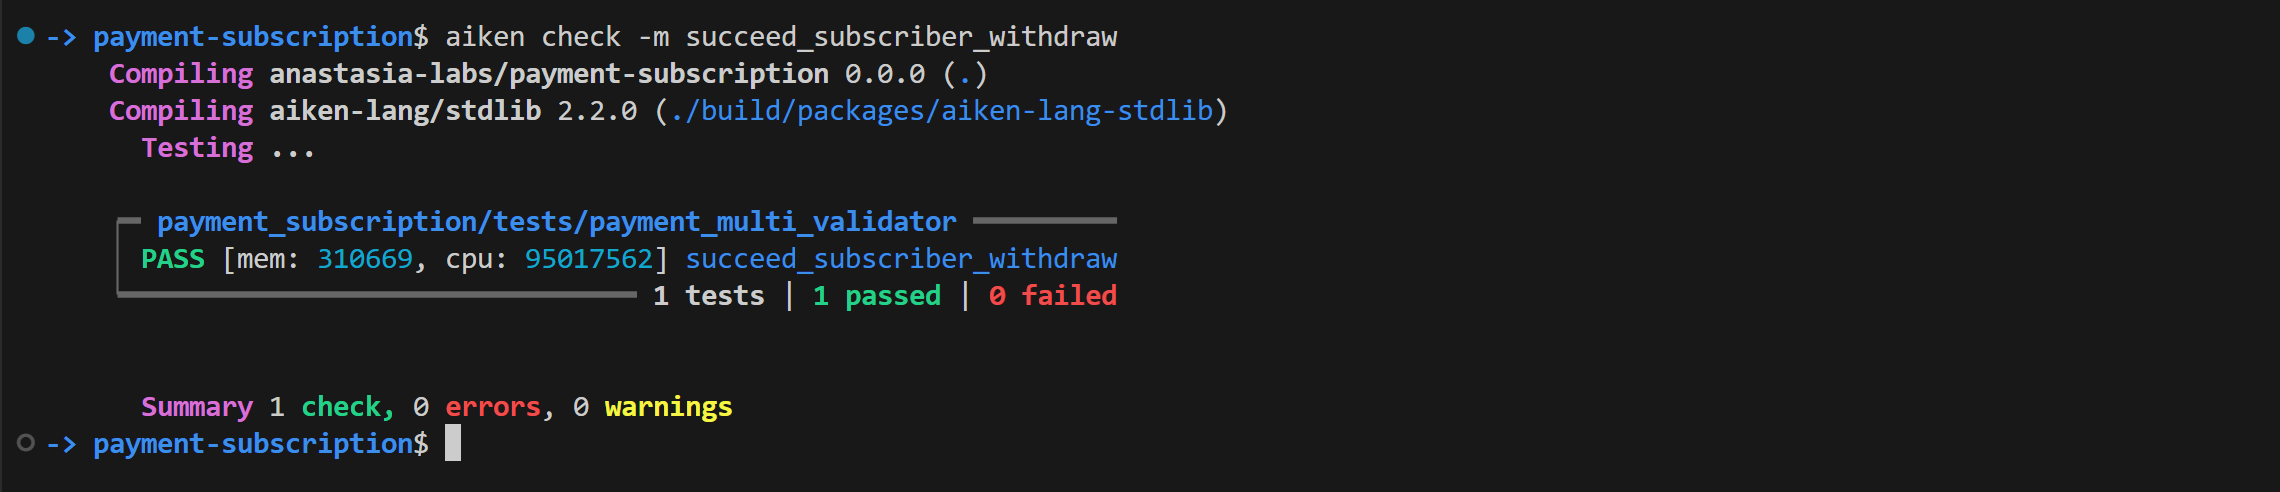 -> payment-subscription$ aiken check -m succeed_subscriber_withdraw
Compiling anastasia-labs/payment-subscription 0.0.0 (.)
Compiling aiken-lang/stdlib 2.2.0 (./build/packages/aiken-lang-stdlib)
Testing ...
payment_subscription/tests/payment_multi_validator
PASS [mem: 310669, cpu: 95017562] succeed_subscriber_withdraw
1 tests | 1 passed | 0 failed
Summary 1 check, 0 errors, 0 warnings
-> payment-subscription$